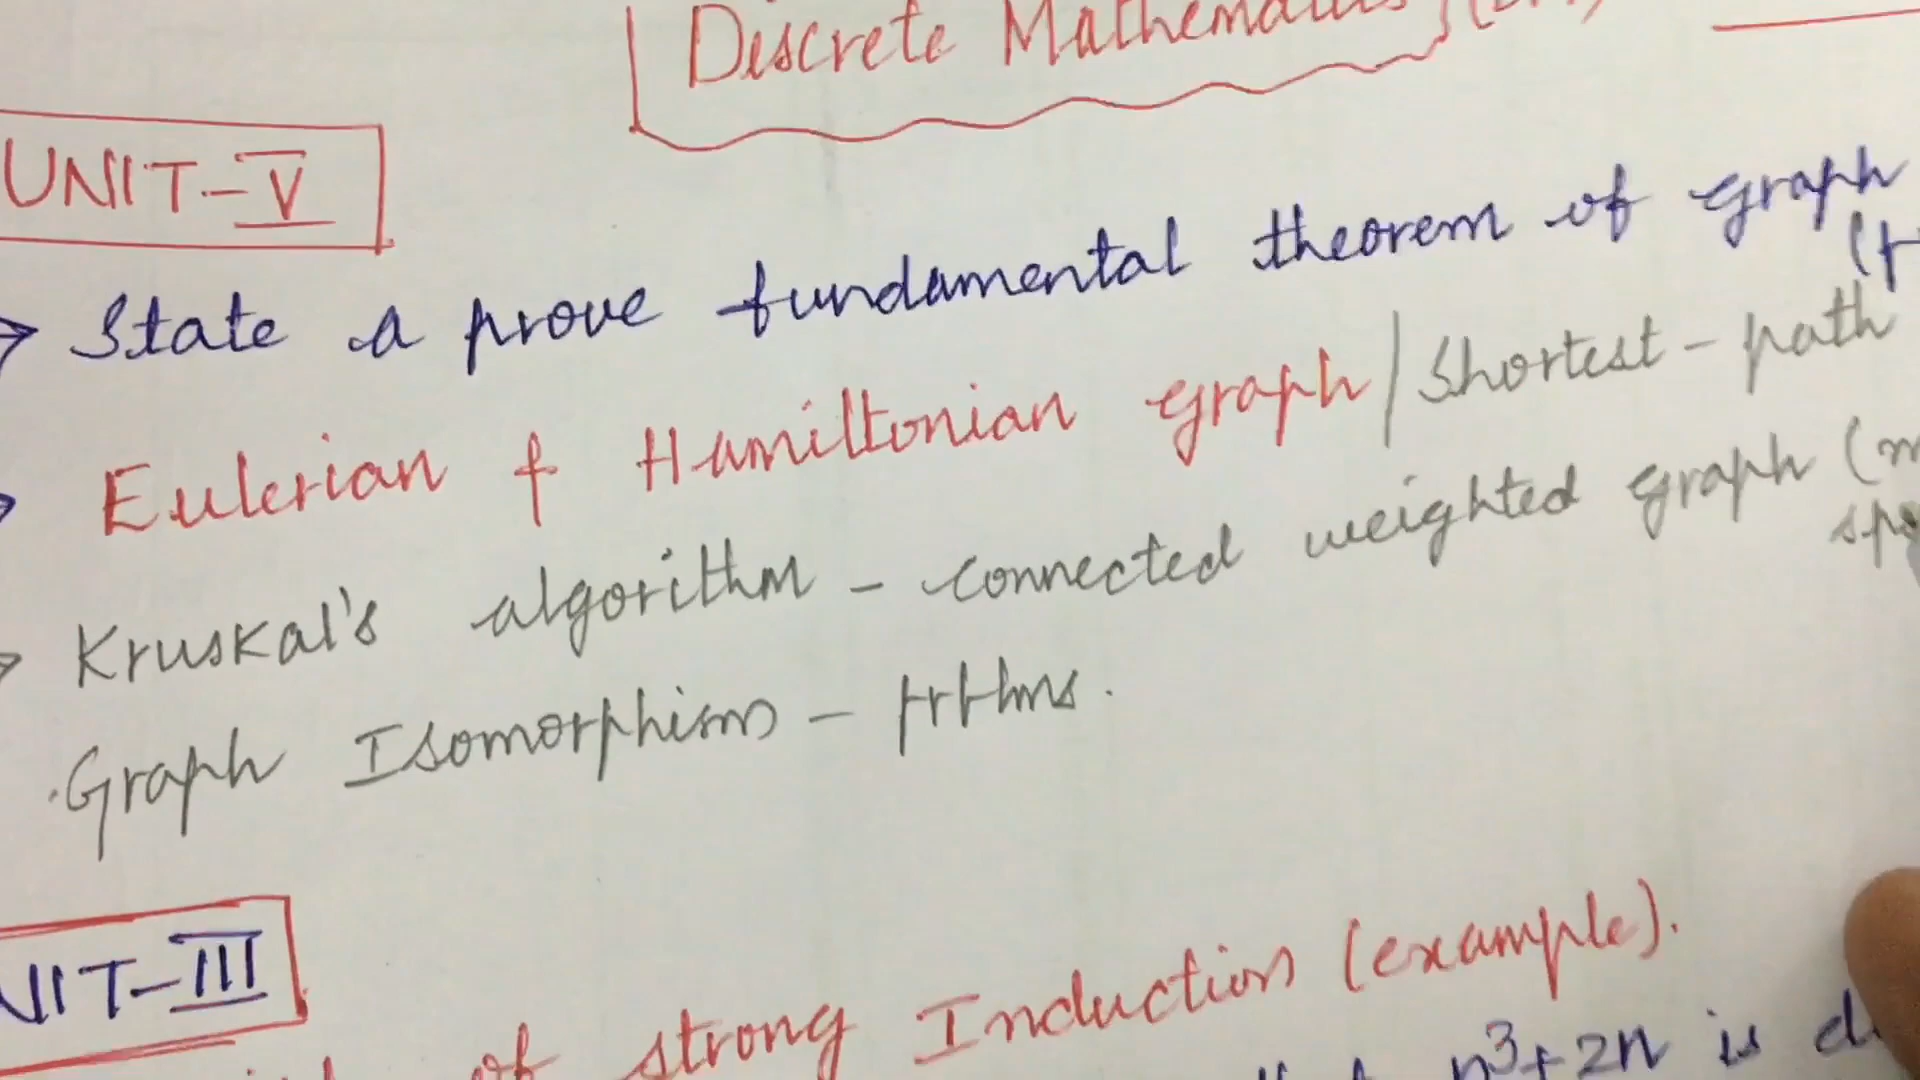 Discrete Mathematics
UNIT-V
State a prove fundamental theorem of graph
Eulerian & Hamiltonian graph / Shortest-path
Kruskal's algorithm - connected weighted graph
Graph Isomorphism - prblms.
UNIT-III
of strong Induction (example).
n³+2n is